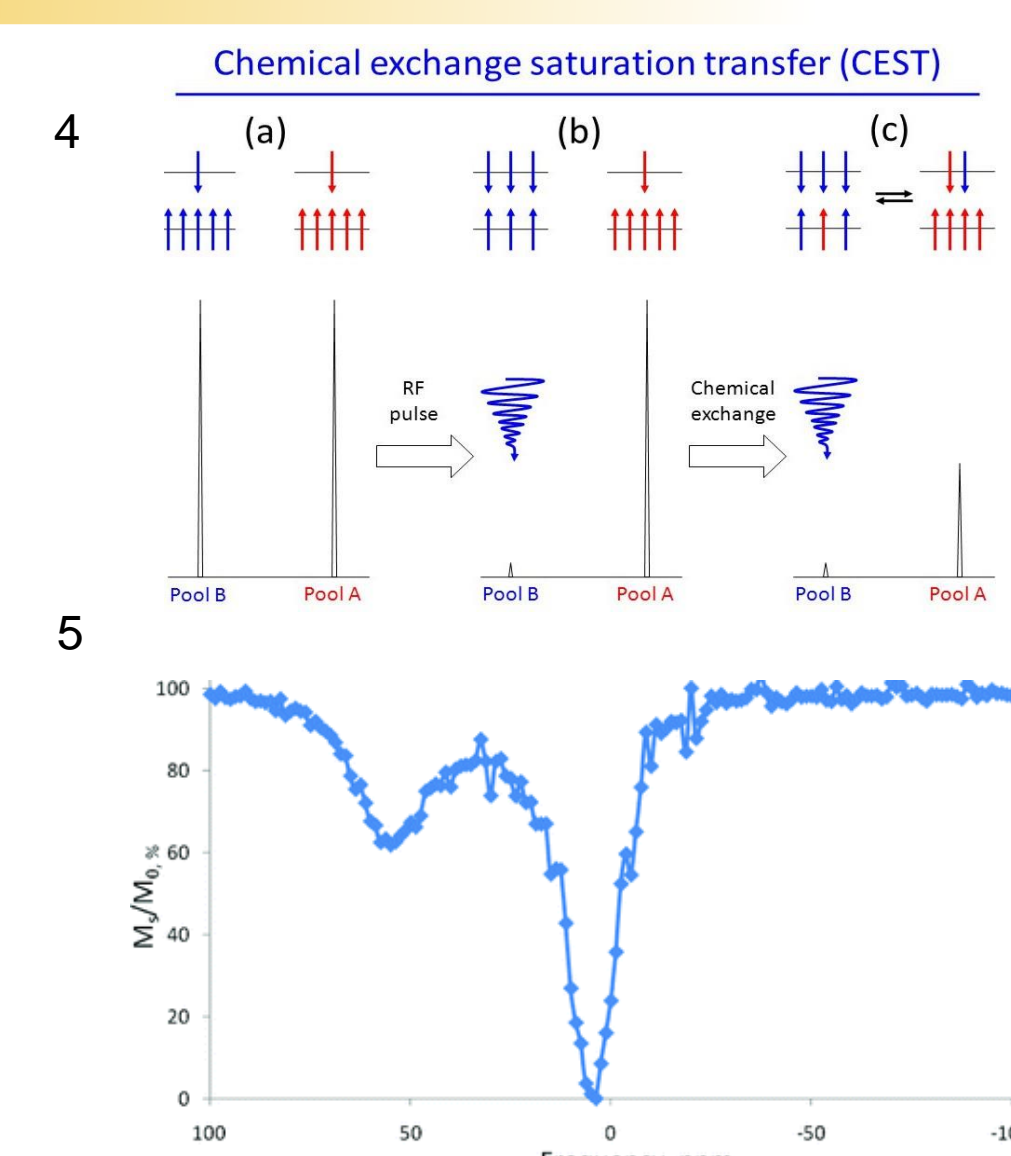 Chemical exchange saturation transfer (CEST)
4
(a) (b) (c)
RF
pulse
Chemical
exchange
Pool B Pool A Pool B Pool A Pool B Pool A
5
100
80
60
40
20
0
Ms/M0, %
100 50 0 -50